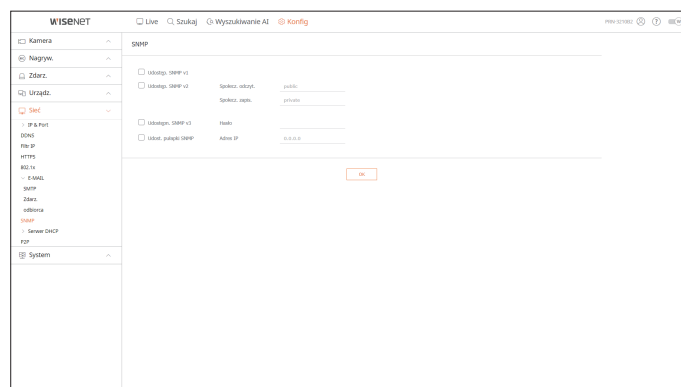 WISENET
Live Szukaj Wyszukiwanie AI Konfig
Kamera
Nagryw.
Zdarz.
Urządz.
Sieć
IP & Port
DDNS
Filtr IP
HTTPS
802.1x
E-MAIL
SMTP
Zdarz.
odbiorca
SNMP
Serwer DHCP
P2P
System
SNMP
Udostęp. SNMP v1
Udostęp. SNMP v2 Społecz. odczyt. public
Społecz. zapis. private
Udostępn. SNMP v3 Hasło
Udost. pułapki SNMP Adres IP 0.0.0.0
OK